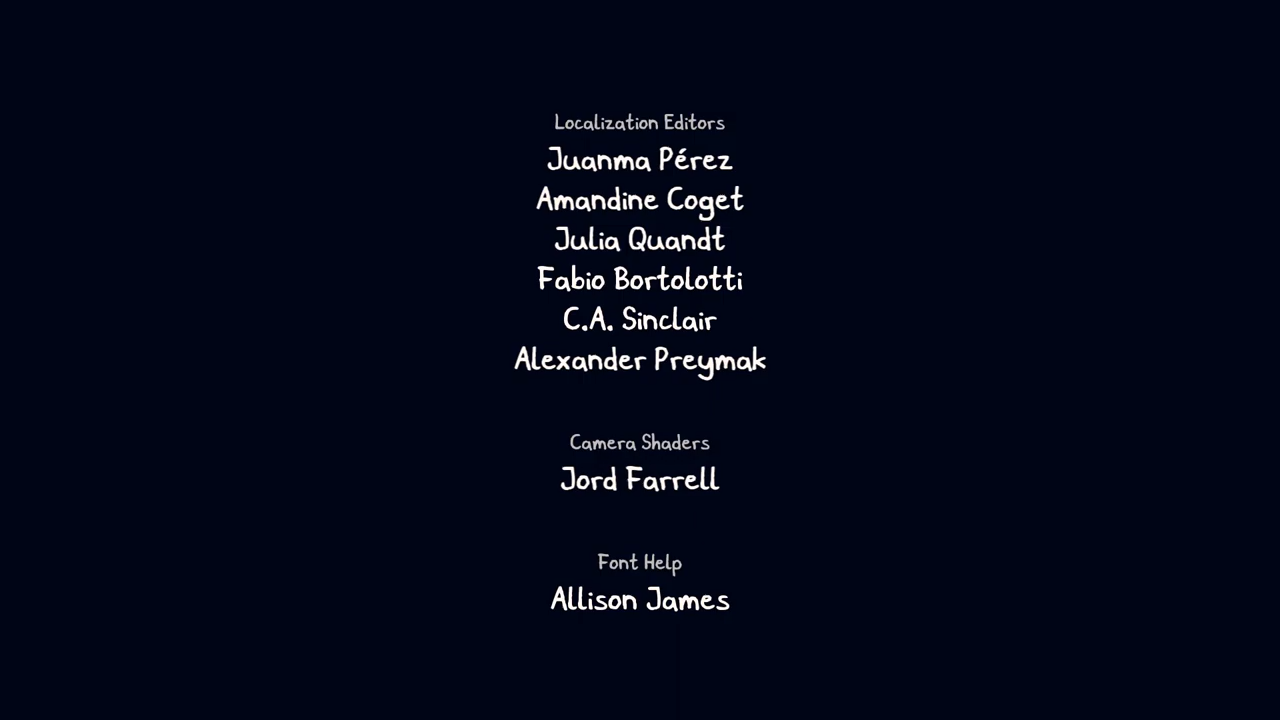 Localization Editors
Juanma Pérez
Amandine Coget
Julia Quandt
Fabio Bortolotti
C.A. Sinclair
Alexander Preymak
Camera Shaders
Jord Farrell
Font Help
Allison James